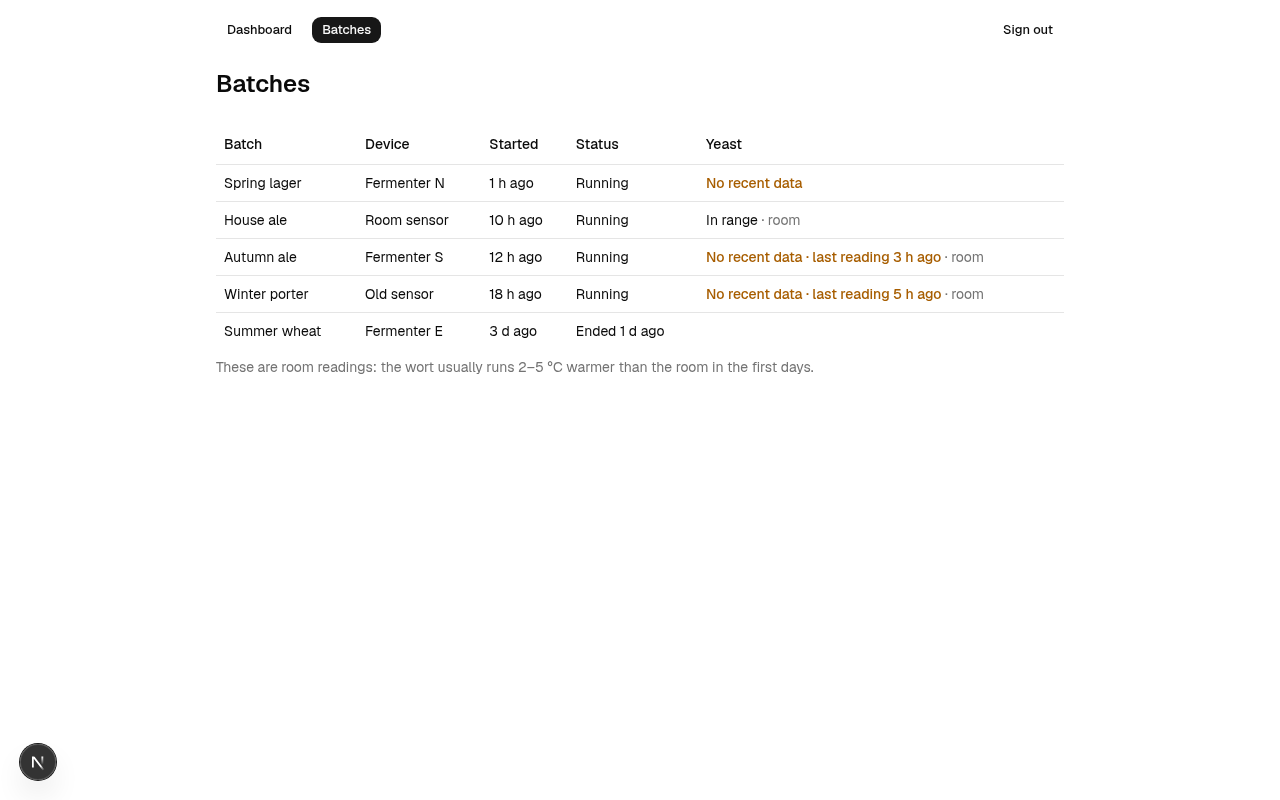 Dashboard Batches Sign out
Batches
Batch Device Started Status Yeast
Spring lager Fermenter N 1 h ago Running No recent data
House ale Room sensor 10 h ago Running In range · room
Autumn ale Fermenter S 12 h ago Running No recent data · last reading 3 h ago · room
Winter porter Old sensor 18 h ago Running No recent data · last reading 5 h ago · room
Summer wheat Fermenter E 3 d ago Ended 1 d ago
These are room readings: the wort usually runs 2–5 °C warmer than the room in the first days.
N